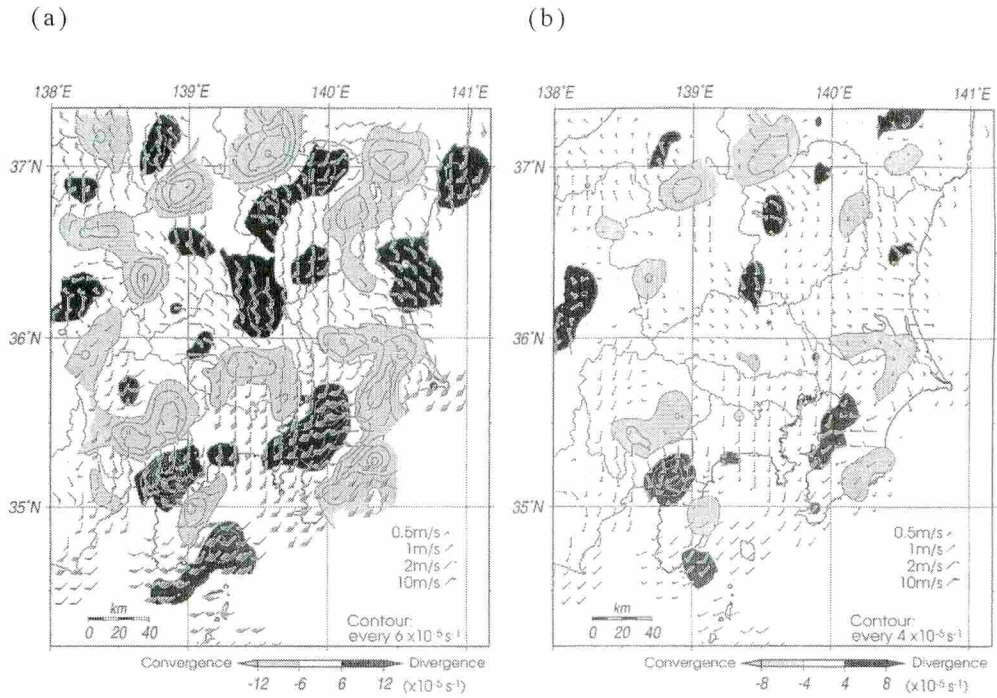 (a)
(b)
138°E 139°E 140°E 141°E
138°E 139°E 140°E 141°E
37°N
37°N
36°N
36°N
35°N
35°N
0.5m/s
1m/s
2m/s
10m/s
0.5m/s
1m/s
2m/s
10m/s
km
0 20 40
km
0 20 40
Contour:
every 6 x10⁻⁵ s⁻¹
Contour:
every 4 x10⁻⁵ s⁻¹
Convergence Divergence
-12 -6 6 12 (x10⁻⁵ s⁻¹)
Convergence Divergence
-8 -4 4 8 (x10⁻⁵ s⁻¹)